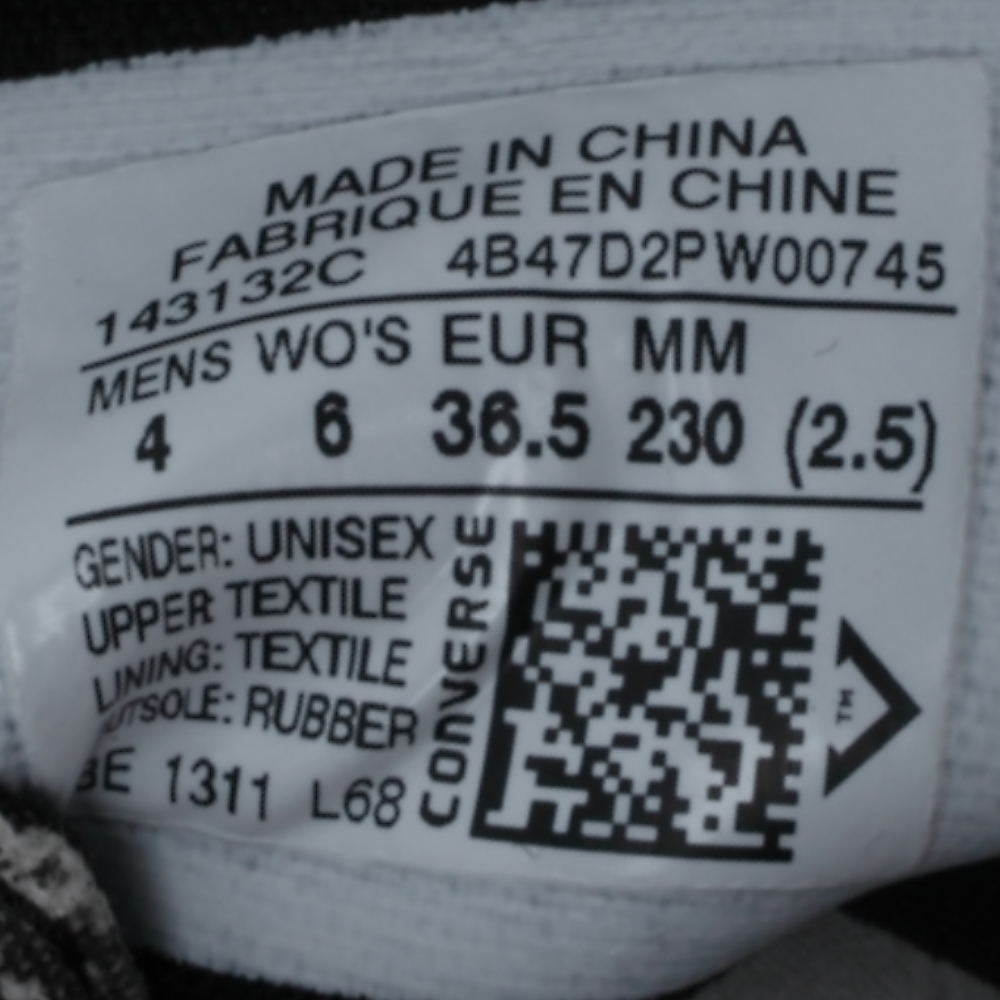 MADE IN CHINA
FABRIQUE EN CHINE
143132C 4B47D2PW00745
MENS WO'S EUR MM
4 6 36.5 230 (2.5)
GENDER: UNISEX
UPPER TEXTILE
LINING: TEXTILE
OUTSOLE: RUBBER
BE 1311 L68
CONVERSE
TM